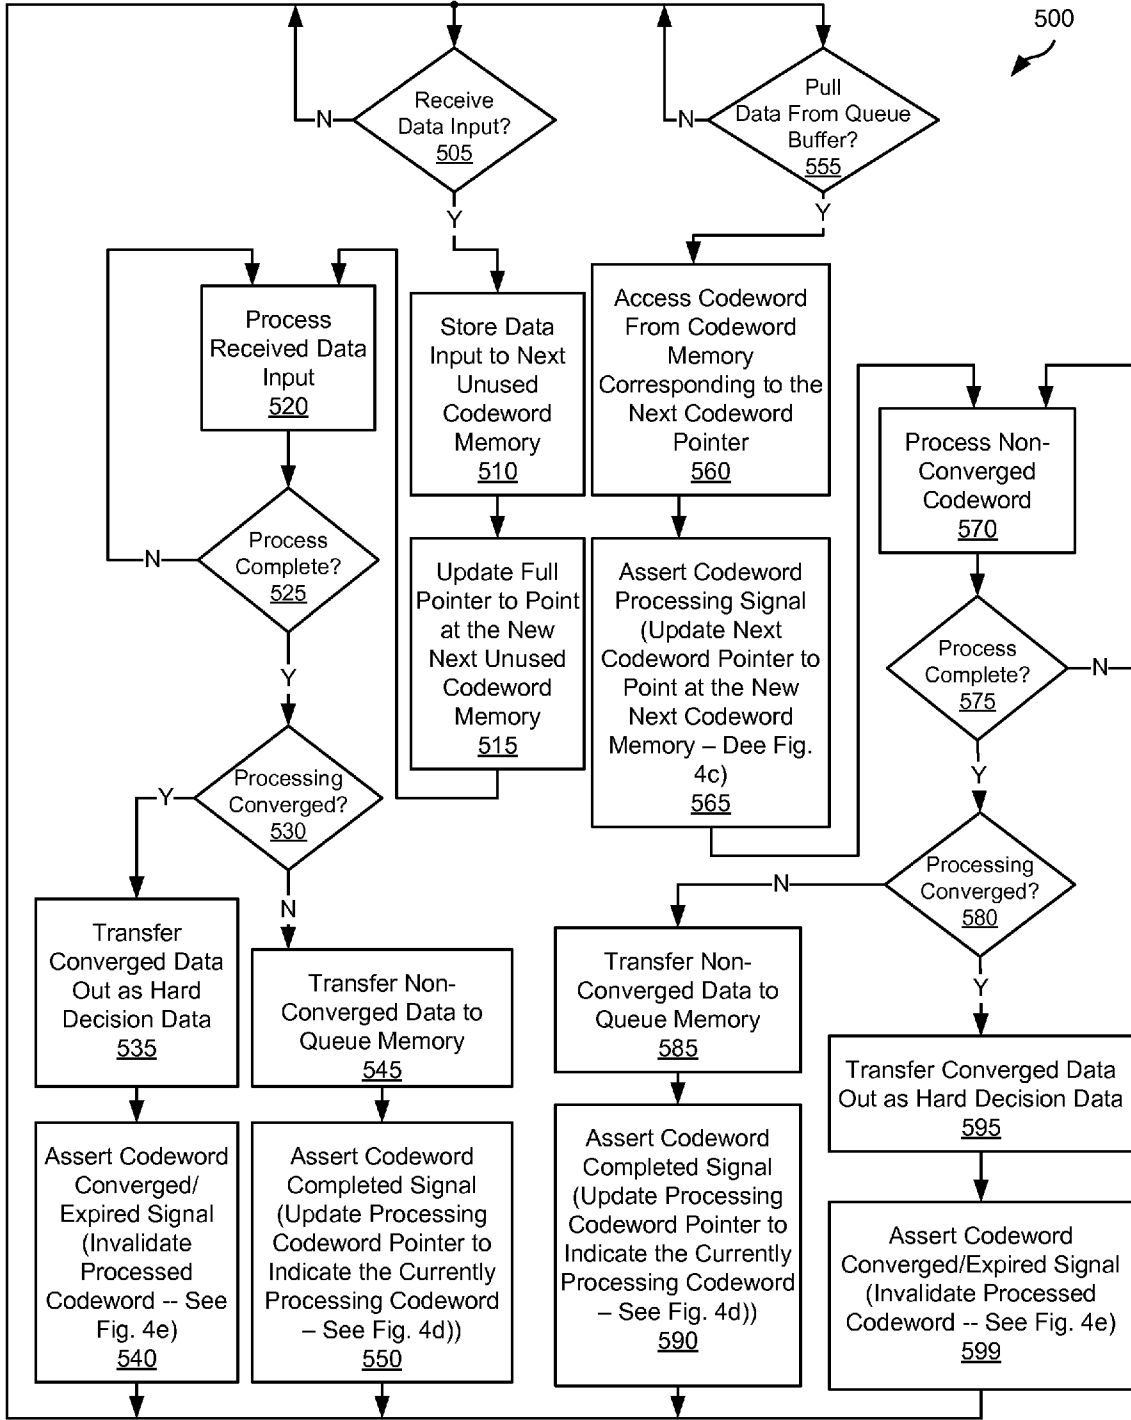 500
Receive
Data Input?
505
N
Y
Pull
Data From Queue
Buffer?
555
N
Y
Process
Received Data
Input
520
Store Data
Input to Next
Unused
Codeword
Memory
510
Access Codeword
From Codeword
Memory
Corresponding to the
Next Codeword
Pointer
560
Process Non-
Converged
Codeword
570
Process
Complete?
525
N
Y
Update Full
Pointer to Point
at the New
Next Unused
Codeword
Memory
515
Assert Codeword
Processing Signal
(Update Next
Codeword Pointer to
Point at the New
Next Codeword
Memory – Dee Fig.
4c)
565
Process
Complete?
575
N
Y
Processing
Converged?
530
Y
N
Processing
Converged?
580
N
Y
Transfer
Converged Data
Out as Hard
Decision Data
535
Transfer Non-
Converged Data to
Queue Memory
545
Transfer Non-
Converged Data to
Queue Memory
585
Transfer Converged Data
Out as Hard Decision Data
595
Assert Codeword
Converged/
Expired Signal
(Invalidate
Processed
Codeword -- See
Fig. 4e)
540
Assert Codeword
Completed Signal
(Update Processing
Codeword Pointer to
Indicate the Currently
Processing Codeword
– See Fig. 4d))
550
Assert Codeword
Completed Signal
(Update Processing
Codeword Pointer to
Indicate the Currently
Processing Codeword
– See Fig. 4d))
590
Assert Codeword
Converged/Expired Signal
(Invalidate Processed
Codeword -- See Fig. 4e)
599